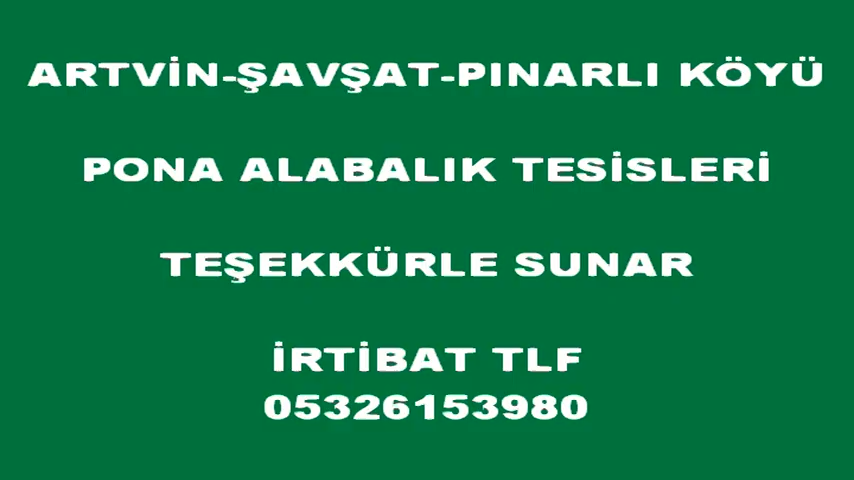 ARTVİN-ŞAVŞAT-PINARLI KÖYÜ
PONA ALABALIK TESİSLERİ
TEŞEKKÜRLE SUNAR
İRTİBAT TLF
05326153980